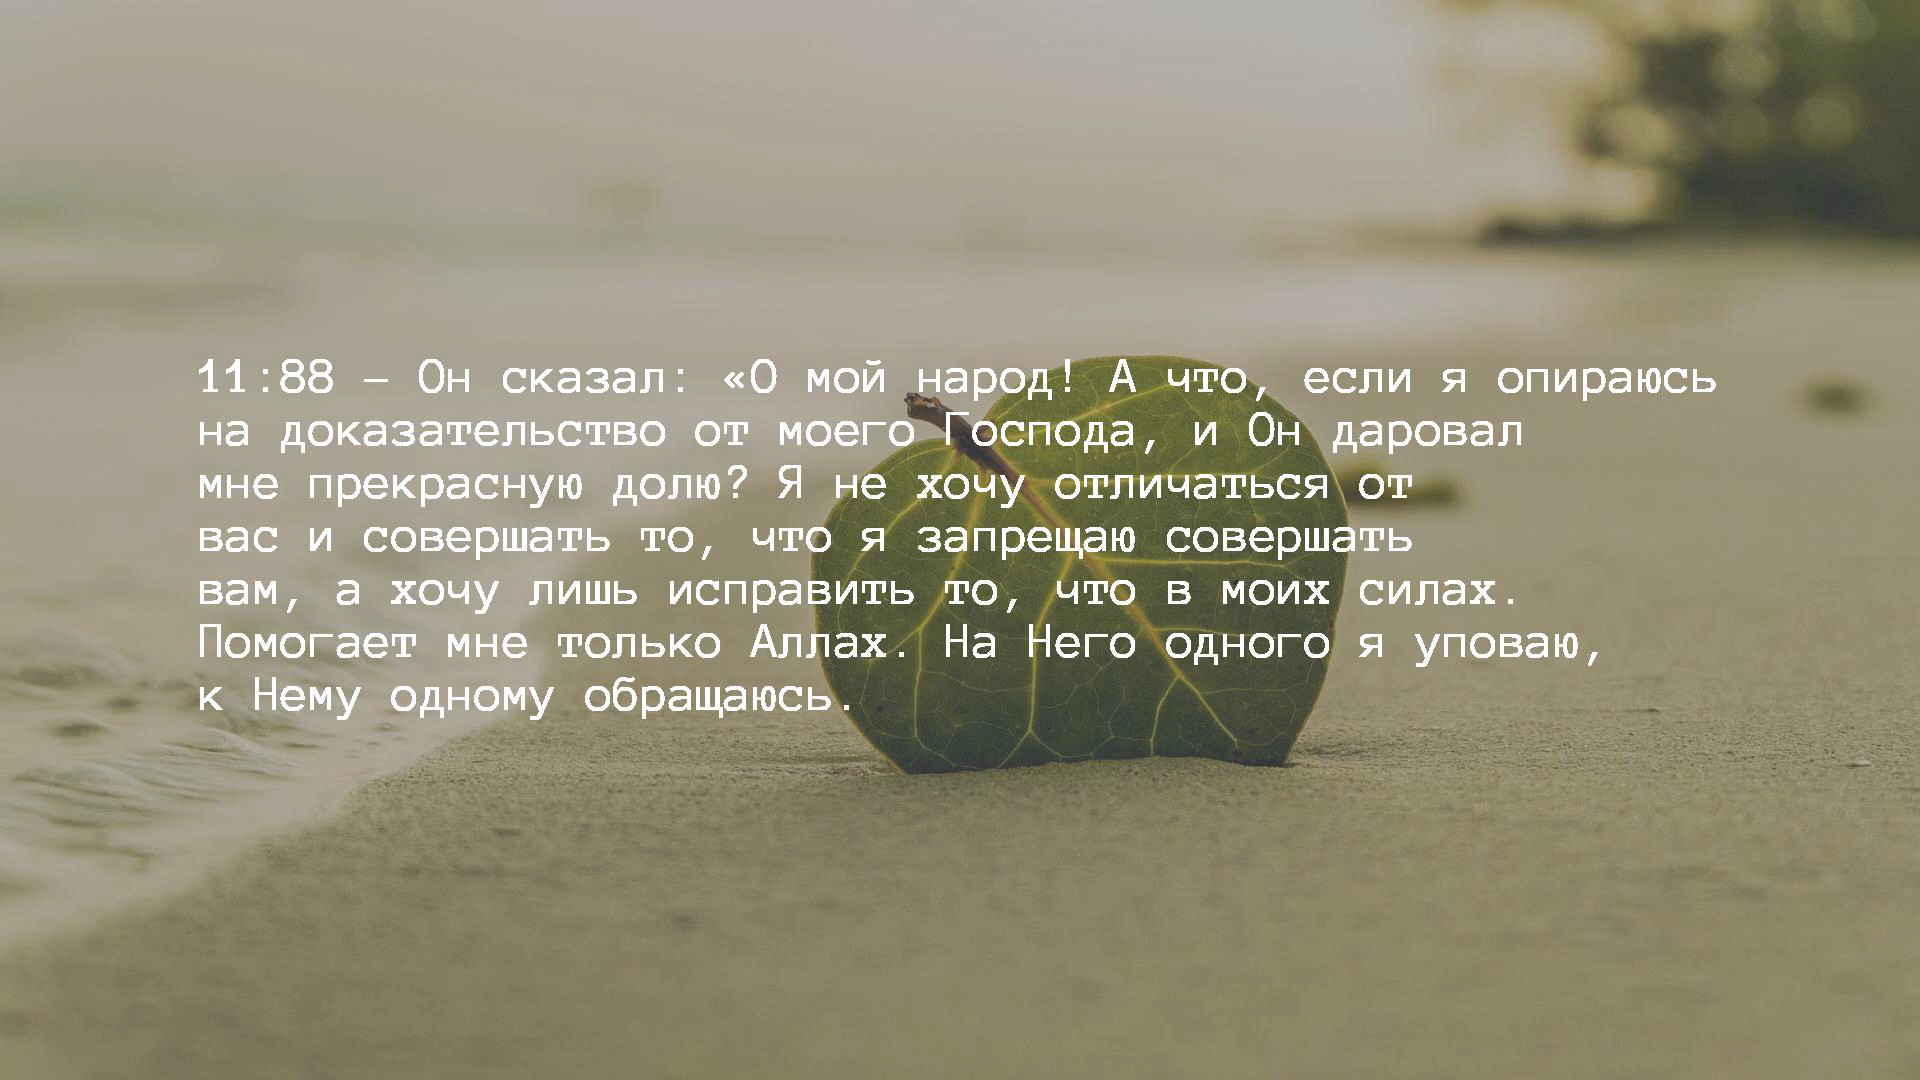 11:88 — Он сказал: «О мой народ! А что, если я опираюсь
на доказательство от моего Господа, и Он даровал
мне прекрасную долю? Я не хочу отличаться от
вас и совершать то, что я запрещаю совершать
вам, а хочу лишь исправить то, что в моих силах.
Помогает мне только Аллах. На Него одного я уповаю,
к Нему одному обращаюсь.